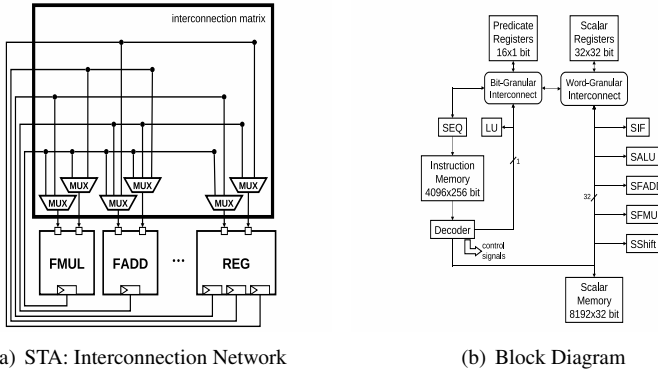 interconnection matrix
MUX
MUX
MUX
MUX
MUX
MUX
FMUL
FADD
...
REG
Predicate
Registers
16x1 bit
Scalar
Registers
32x32 bit
Bit-Granular
Interconnect
Word-Granular
Interconnect
SEQ
LU
SIF
Instruction
Memory
4096x256 bit
1
SALU
SFADD
32
SFMU
Decoder
control
signals
SShift
Scalar
Memory
8192x32 bit
a) STA: Interconnection Network
(b) Block Diagram